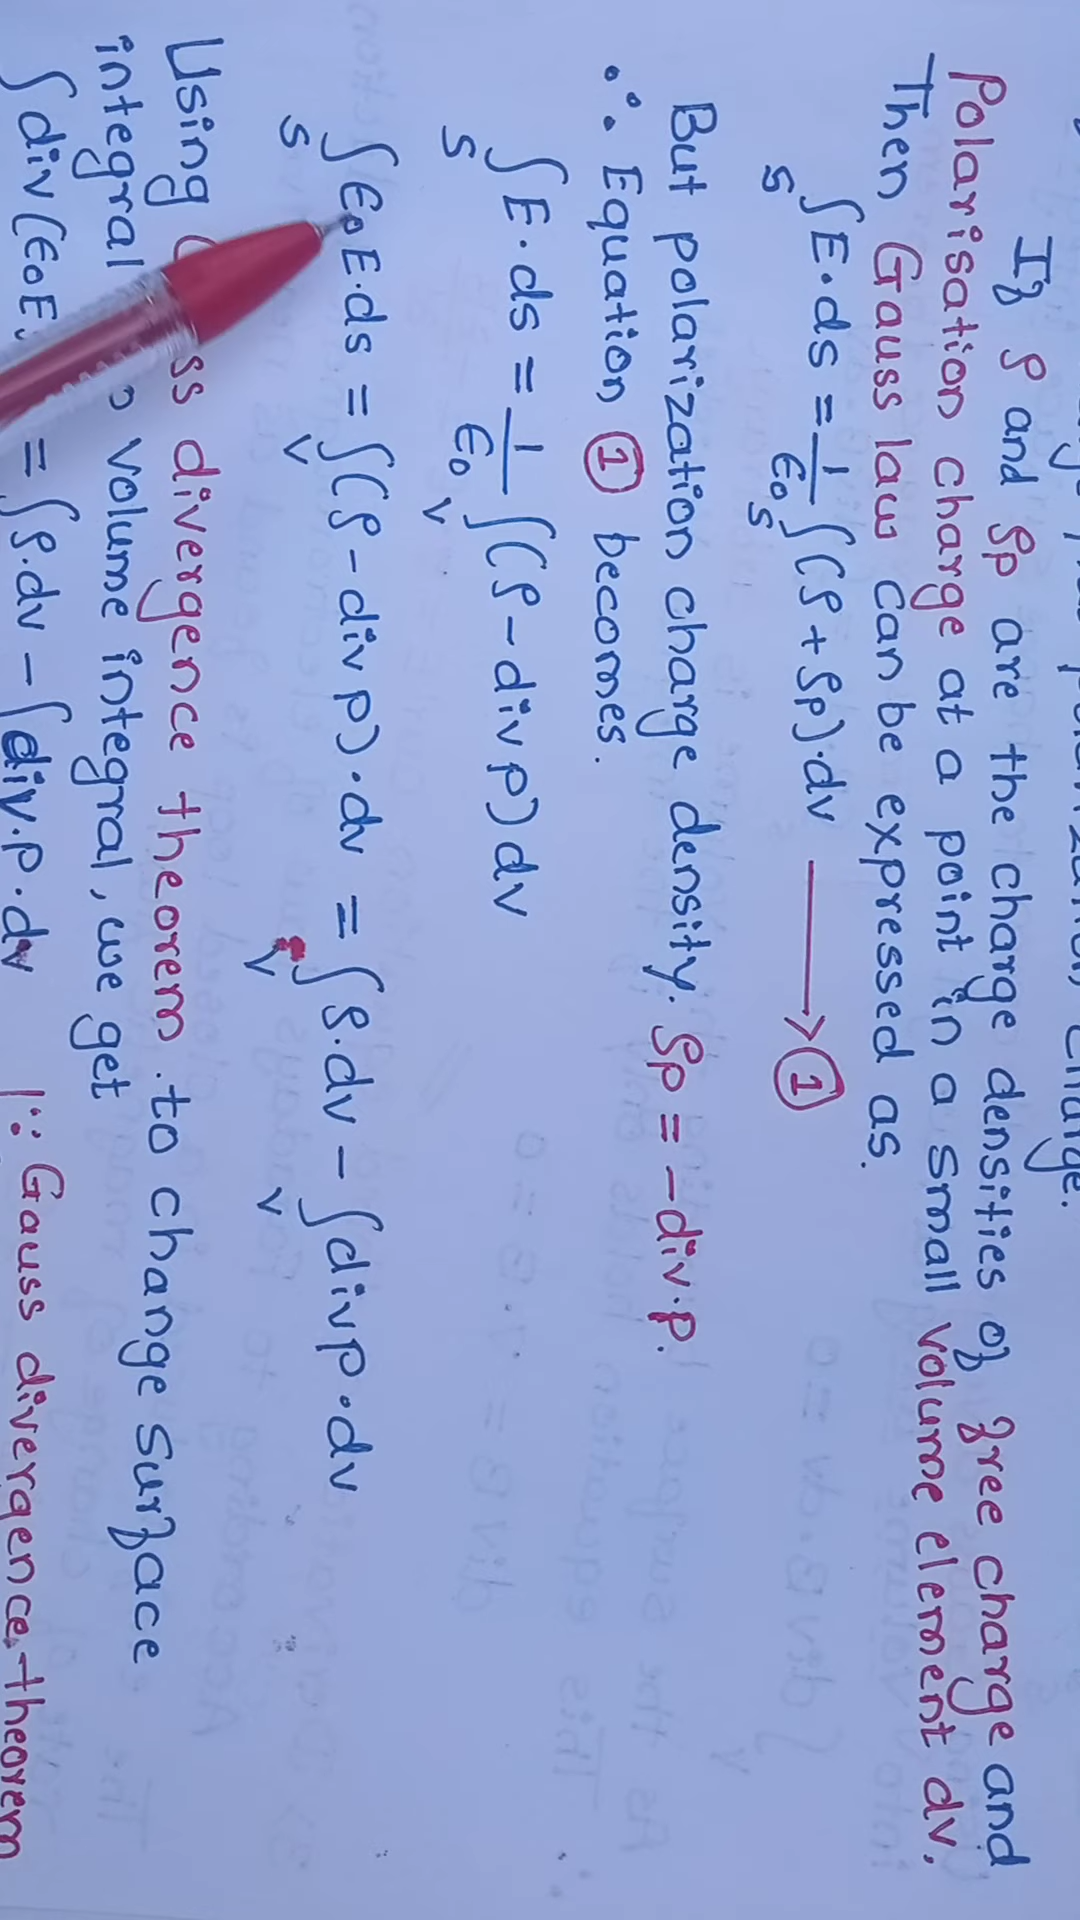 If ρ and ρp are the charge densities of free charge and
Polarisation charge at a point in a small volume element dv.
Then Gauss law can be expressed as.
∫S E·ds = 1/ε₀ ∫S (ρ + ρp)·dv ⟶ ①
But polarization charge density. ρp = -div·p.
∴ Equation ① becomes.
∫S E·ds = 1/ε₀ ∫V (ρ - div p) dv
∫S ε₀E·ds = ∫V (ρ - div p)·dv = ∫V ρ·dv - ∫V div p·dv
Using divergence theorem. to change surface
integral volume integral, we get
∫ div (ε₀E = ∫ ρ·dv - ∫ div·p·dv |∵ Gauss divergence theorem